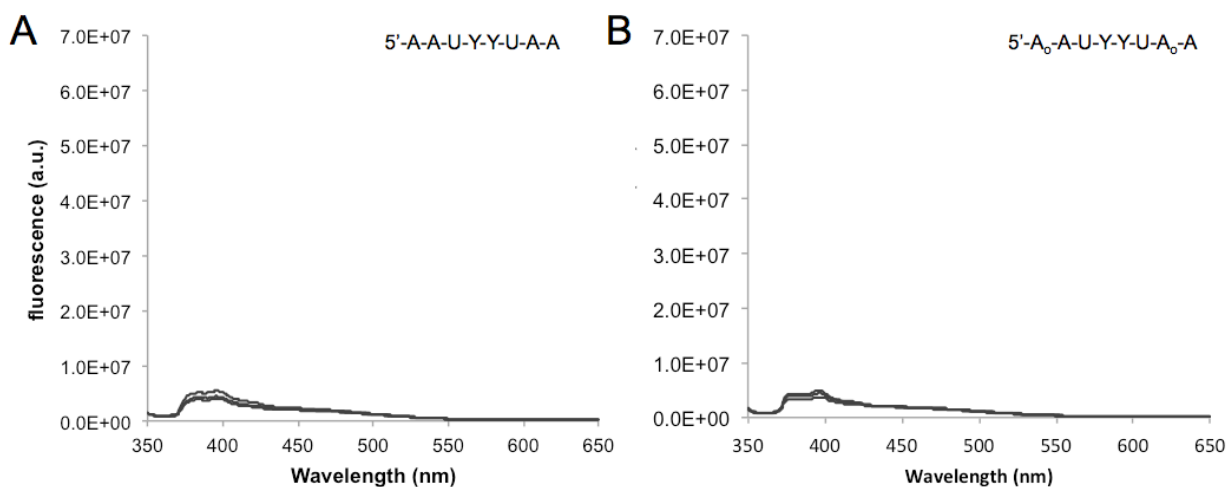 A
5'-A-A-U-Y-Y-U-A-A
fluorescence (a.u.)
7.0E+07
6.0E+07
5.0E+07
4.0E+07
3.0E+07
2.0E+07
1.0E+07
0.0E+00
350 400 450 500 550 600 650
Wavelength (nm)
B
5'-Aₒ-A-U-Y-Y-U-Aₒ-A
7.0E+07
6.0E+07
5.0E+07
4.0E+07
3.0E+07
2.0E+07
1.0E+07
0.0E+00
350 400 450 500 550 600 650
Wavelength (nm)